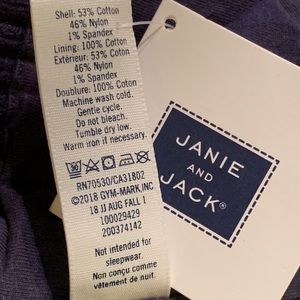 Shell: 53% Cotton
46% Nylon
1% Spandex
Lining: 100% Cotton
Extérieur: 53% Coton
46% Nylon
1% Spandex
Doublure: 100% Coton
Machine wash cold.
Gentle cycle.
Do not bleach.
Tumble dry low.
Warm iron if necessary.
RN70530/CA31802
©2018 GYM-MARK, INC.
18 JJ AUG FALL 1
100029429
200374142
Not intended for
sleepwear.
Non conçu comme
vêtement de nuit.
JANIE
AND
JACK®